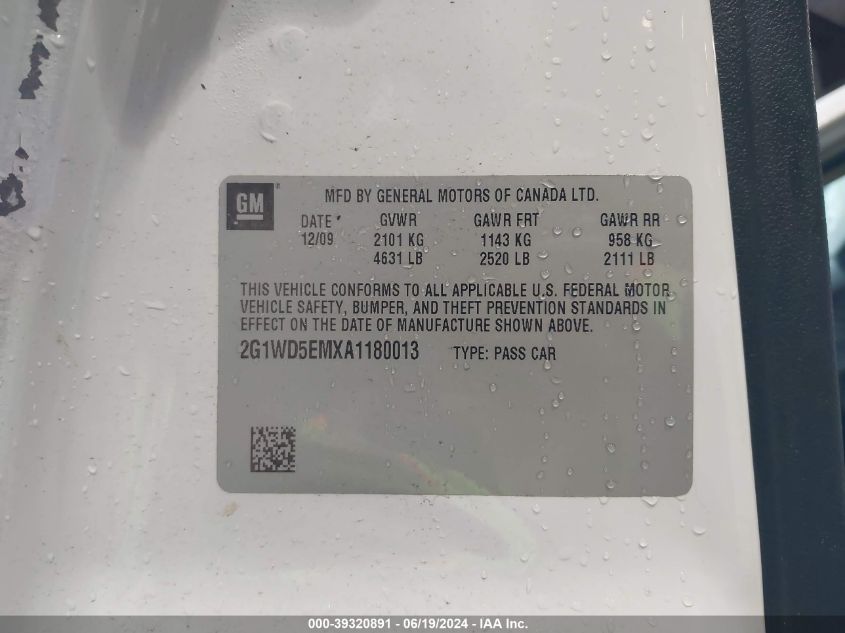 GM®
MFD BY GENERAL MOTORS OF CANADA LTD.
DATE* GVWR GAWR FRT GAWR RR
12/09 2101 KG 1143 KG 958 KG
4631 LB 2520 LB 2111 LB
THIS VEHICLE CONFORMS TO ALL APPLICABLE U.S. FEDERAL MOTOR
VEHICLE SAFETY, BUMPER, AND THEFT PREVENTION STANDARDS IN
EFFECT ON THE DATE OF MANUFACTURE SHOWN ABOVE.
2G1WD5EMXA1180013 TYPE: PASS CAR
000-39320891 - 06/19/2024 - IAA Inc.